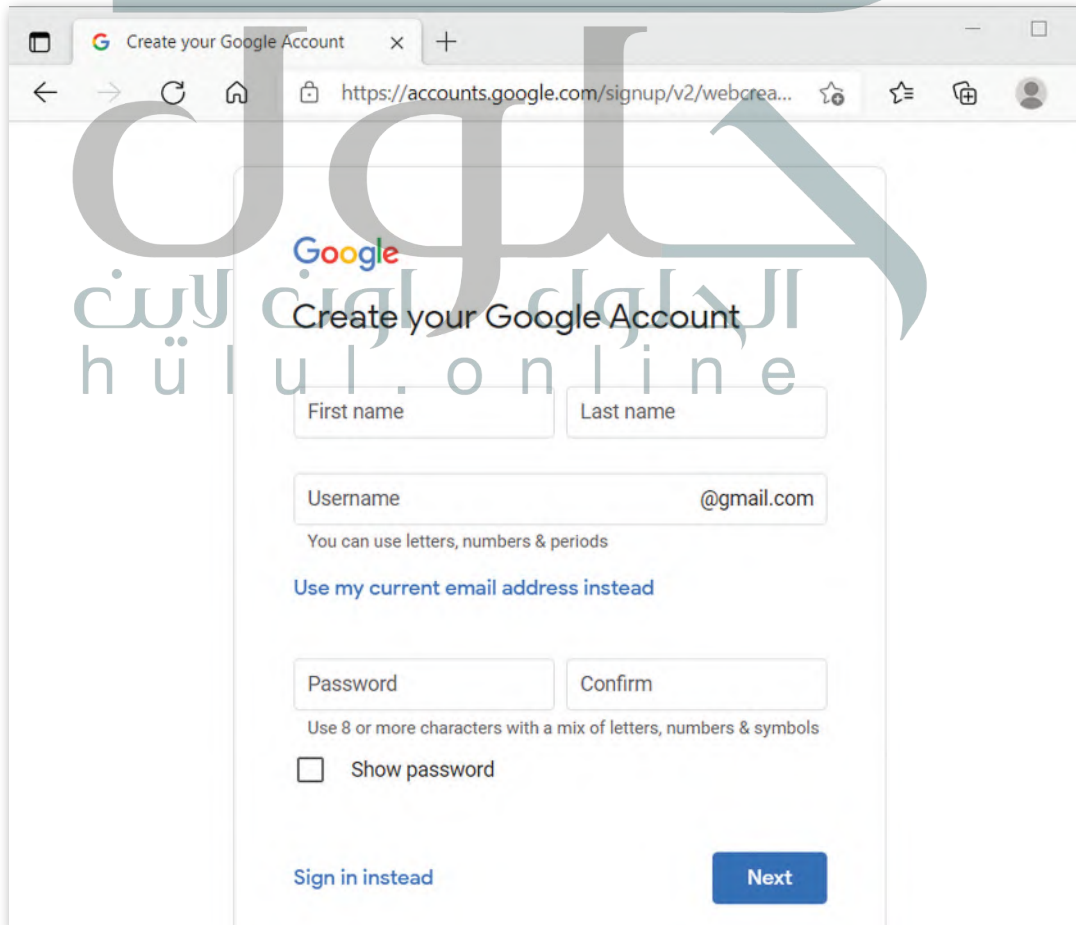 Create your Google Account
https://accounts.google.com/signup/v2/webcrea...
حلول
Google
الحلول اون لاين
Create your Google Account
hülul.online
First name Last name
Username @gmail.com
You can use letters, numbers & periods
Use my current email address instead
Password Confirm
Use 8 or more characters with a mix of letters, numbers & symbols
Show password
Sign in instead Next